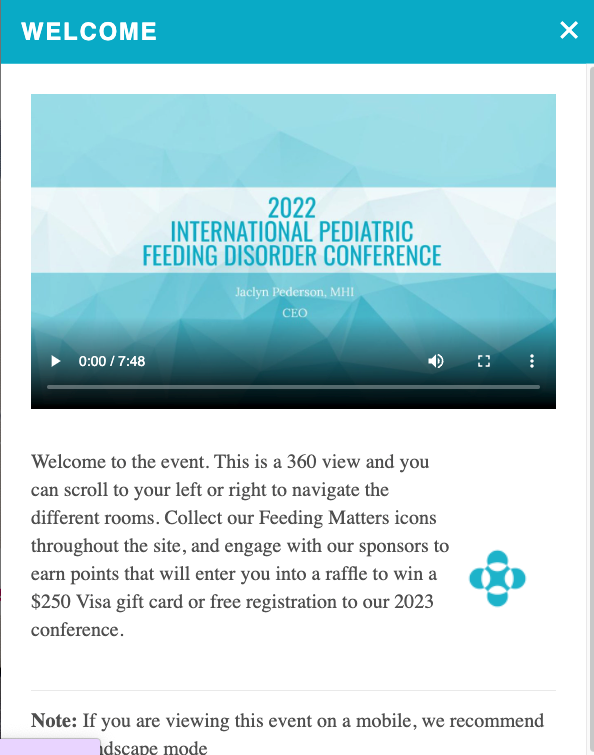 WELCOME
2022
INTERNATIONAL PEDIATRIC
FEEDING DISORDER CONFERENCE
Jaclyn Pederson, MHI
CEO
0:00 / 7:48
Welcome to the event. This is a 360 view and you
can scroll to your left or right to navigate the
different rooms. Collect our Feeding Matters icons
throughout the site, and engage with our sponsors to
earn points that will enter you into a raffle to win a
$250 Visa gift card or free registration to our 2023
conference.
Note: If you are viewing this event on a mobile, we recommend
mode